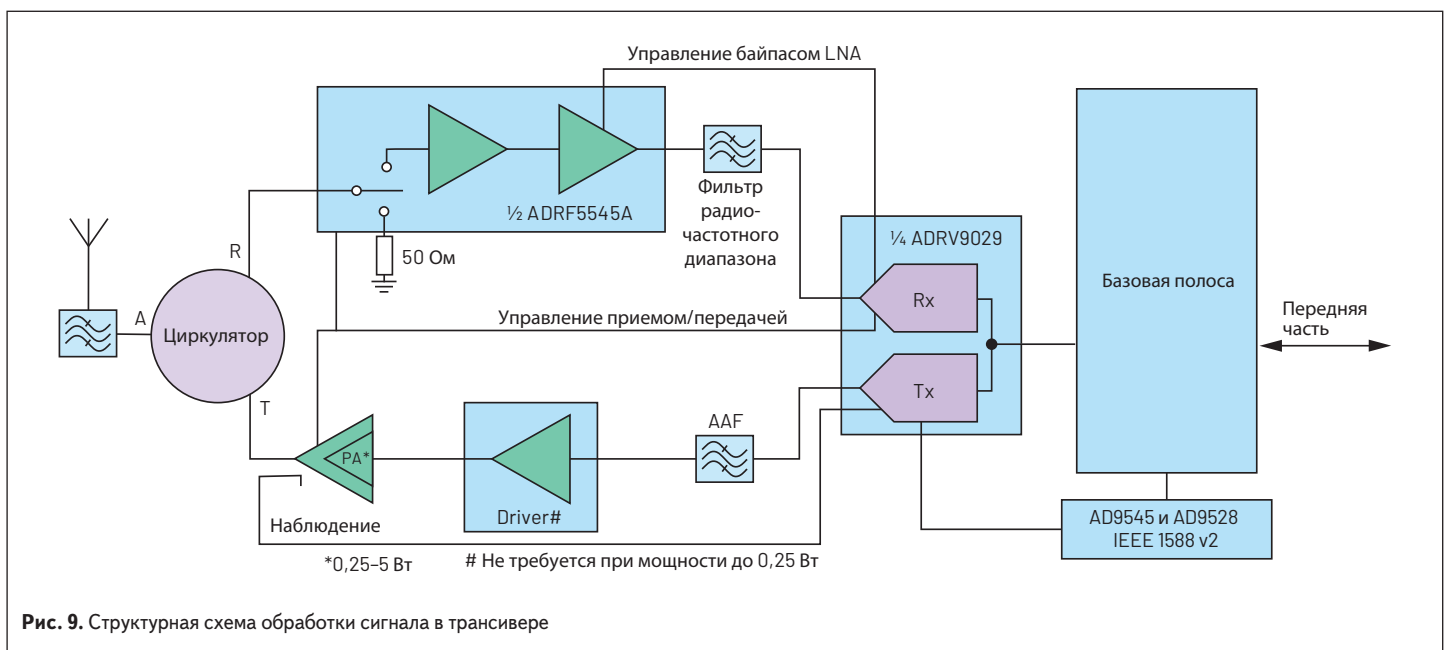 Управление байпасом LNA
½ ADRF5545A
50 Ом
Фильтр
радио-
частотного
диапазона
R
A
Циркулятор
T
Управление приемом/передачей
¼ ADRV9029
Rx
Tx
Базовая полоса
Передняя
часть
AAF
PA*
Driver#
Наблюдение
*0,25–5 Вт
# Не требуется при мощности до 0,25 Вт
AD9545 и AD9528
IEEE 1588 v2
Рис. 9. Структурная схема обработки сигнала в трансивере